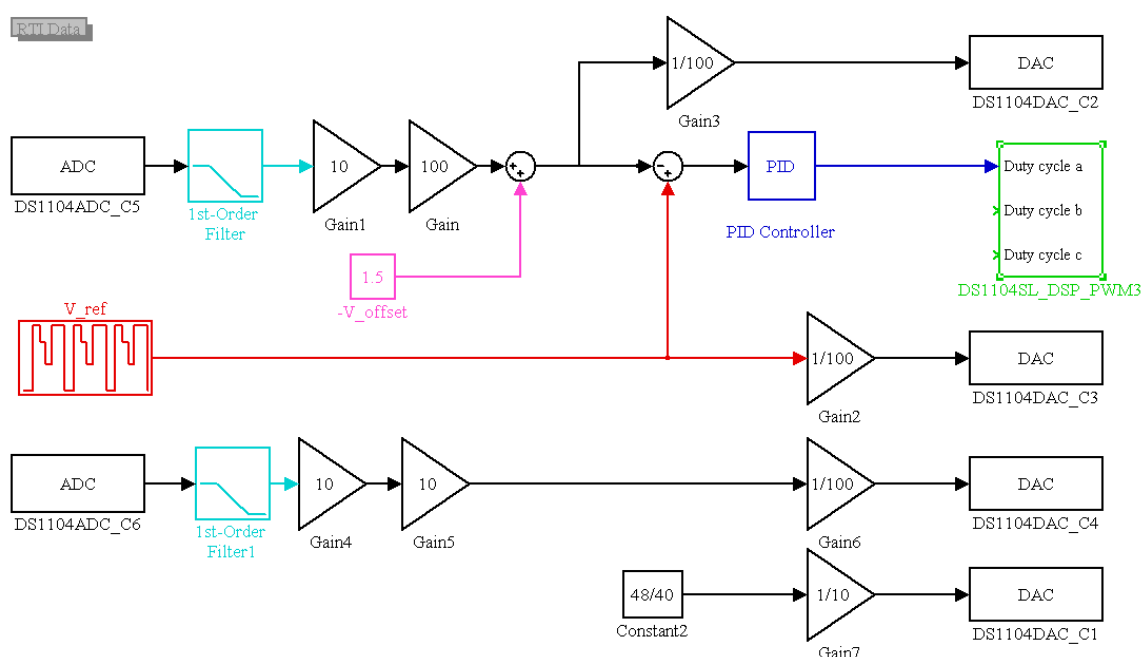 RTI Data
1/100
DAC
Gain3
DS1104DAC_C2
ADC
DS1104ADC_C5
1st-Order
Filter
10
Gain1
100
Gain
PID
PID Controller
Duty cycle a
Duty cycle b
Duty cycle c
DS1104SL_DSP_PWM3
1.5
-V_offset
V_ref
1/100
Gain2
DAC
DS1104DAC_C3
ADC
DS1104ADC_C6
1st-Order
Filter1
10
Gain4
10
Gain5
1/100
Gain6
DAC
DS1104DAC_C4
48/40
Constant2
1/10
Gain7
DAC
DS1104DAC_C1